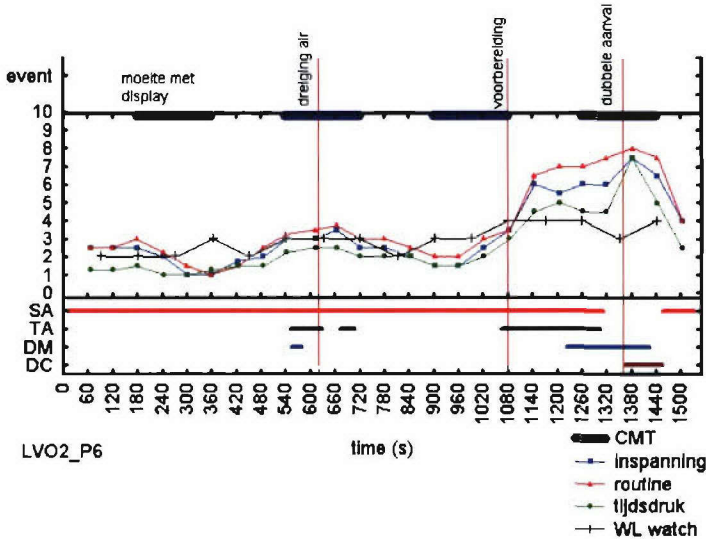 event
moeite met
display
dreiging air
voorbereiding
dubbele aanval
10
9
8
7
6
5
4
3
2
1
0
SA
TA
DM
DC
0 60 120 180 240 300 360 420 480 540 600 660 720 780 840 900 960 1020 1080 1140 1200 1260 1320 1380 1440 1500
time (s)
LVO2_P6
CMT
inspanning
routine
tijdsdruk
WL watch